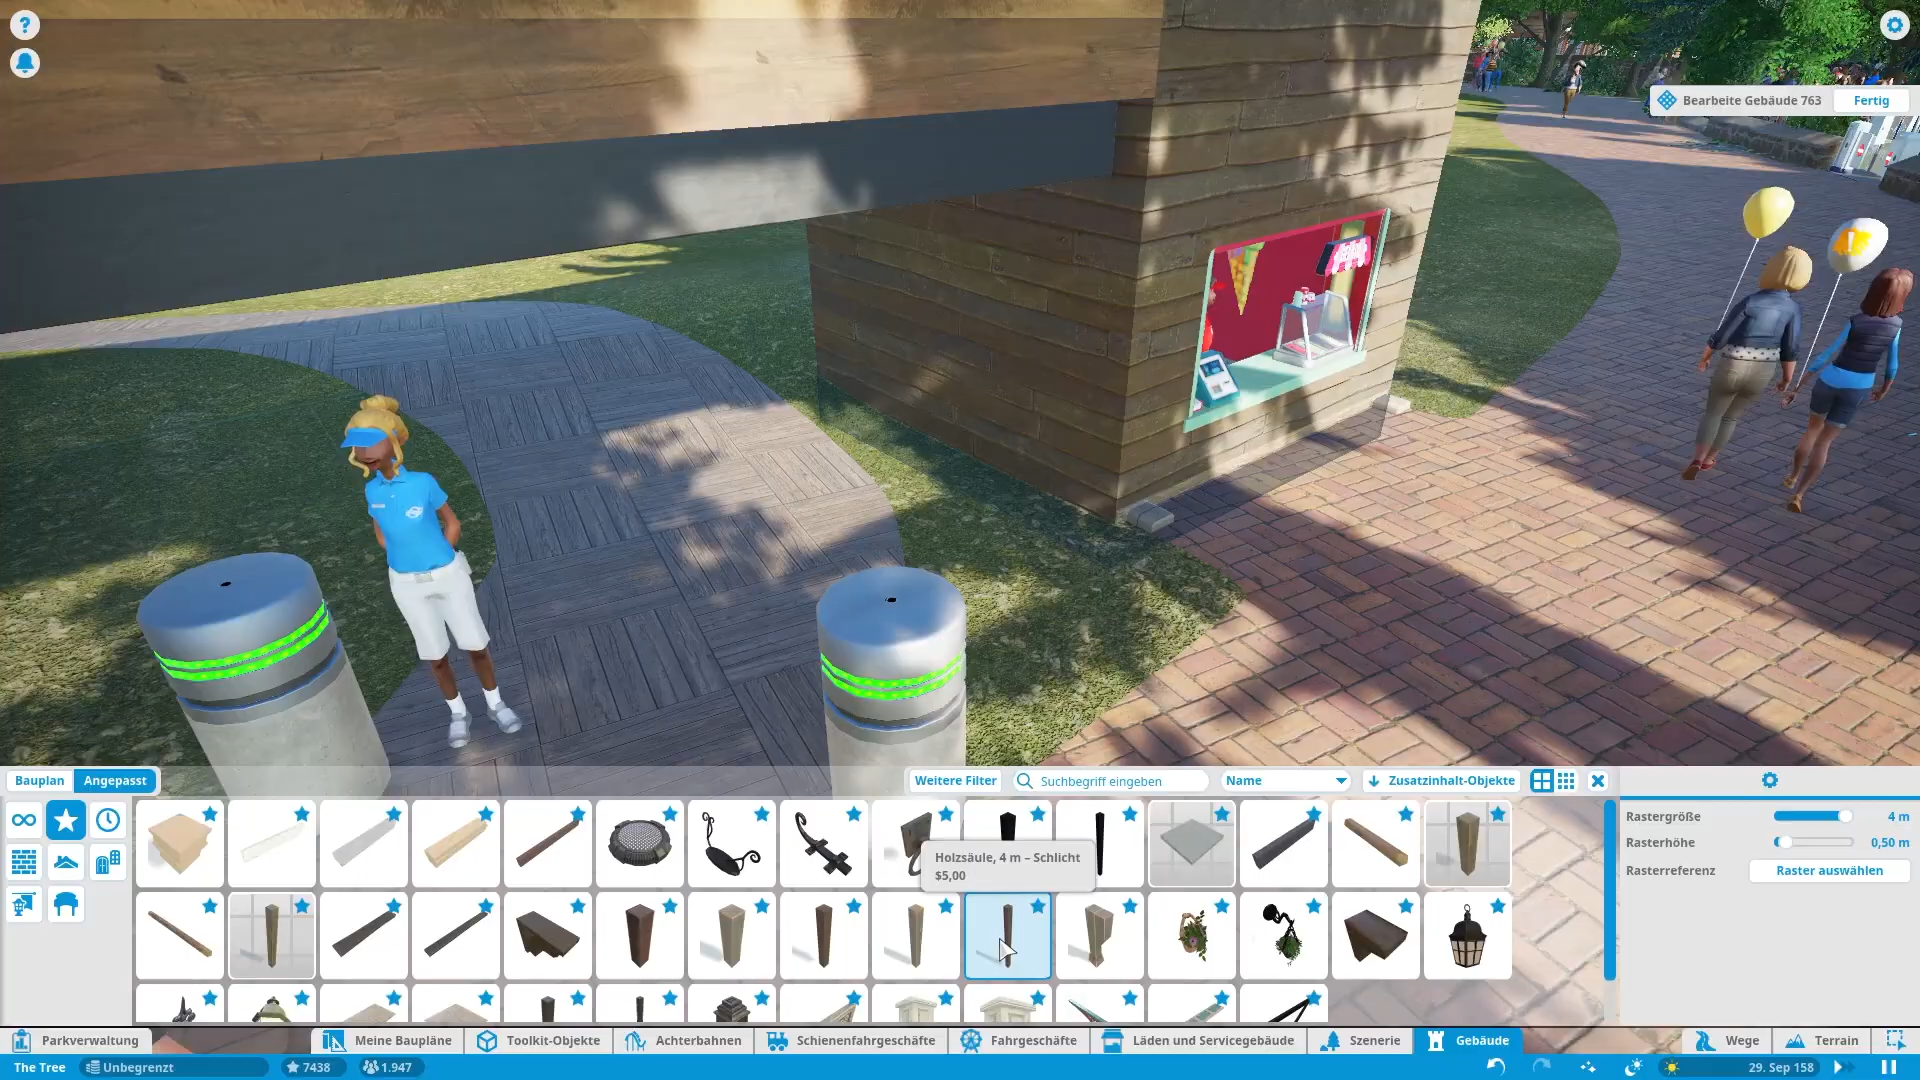 ?
Bearbeite Gebäude 763
Fertig
Bauplan
Angepasst
Weitere Filter
Suchbegriff eingeben
Name
Zusatzinhalt-Objekte
Holzsäule, 4 m – Schlicht
$5,00
Rastergröße
4 m
Rasterhöhe
0,50 m
Rasterreferenz
Raster auswählen
Parkverwaltung
Meine Baupläne
Toolkit-Objekte
Achterbahnen
Schienenfahrgeschäfte
Fahrgeschäfte
Läden und Servicegebäude
Szenerie
Gebäude
Wege
Terrain
The Tree
Unbegrenzt
7438
1.947
29. Sep 158